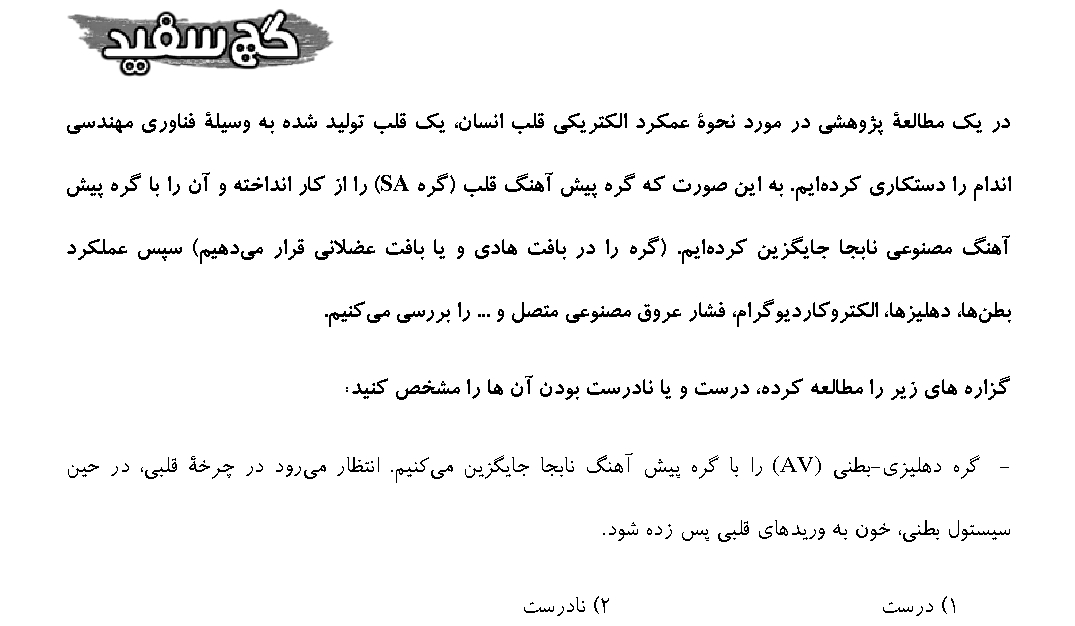 گچ سفید
در یک مطالعهٔ پژوهشی در مورد نحوهٔ عمکرد الکتریکی قلب انسان، یک قلب تولید شده به وسیلهٔ فناوری مهندسی
اندام را دستکاری کرده‌ایم. به این صورت که گره پیش آهنگ قلب (گره SA) را از کار انداخته و آن را با گره پیش
آهنگ مصنوعی نابجا جایگزین کرده‌ایم. (گره را در بافت هادی و یا بافت عضلانی قرار می‌دهیم) سپس عملکرد
بطن‌ها، دهلیزها، الکتروکاردیوگرام، فشار عروق مصنوعی متصل و ... را بررسی می‌کنیم.
گزاره های زیر را مطالعه کرده، درست و یا نادرست بودن آن ها را مشخص کنید:
- گره دهلیزی-بطنی (AV) را با گره پیش آهنگ نابجا جایگزین می‌کنیم. انتظار می‌رود در چرخهٔ قلبی، در حین
سیستول بطنی، خون به وریدهای قلبی پس زده شود.
۱) درست ۲) نادرست